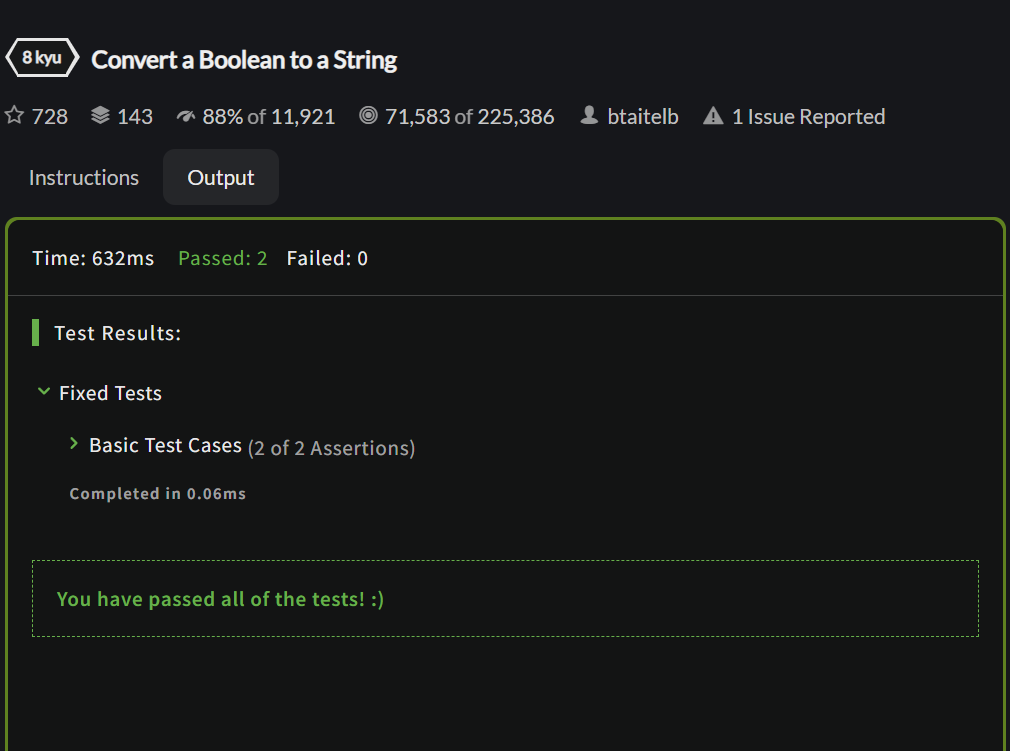 8 kyu Convert a Boolean to a String
728 143 88% of 11,921 71,583 of 225,386 btaitelb 1 Issue Reported
Instructions Output
Time: 632ms Passed: 2 Failed: 0
Test Results:
Fixed Tests
Basic Test Cases (2 of 2 Assertions)
Completed in 0.06ms
You have passed all of the tests! :)